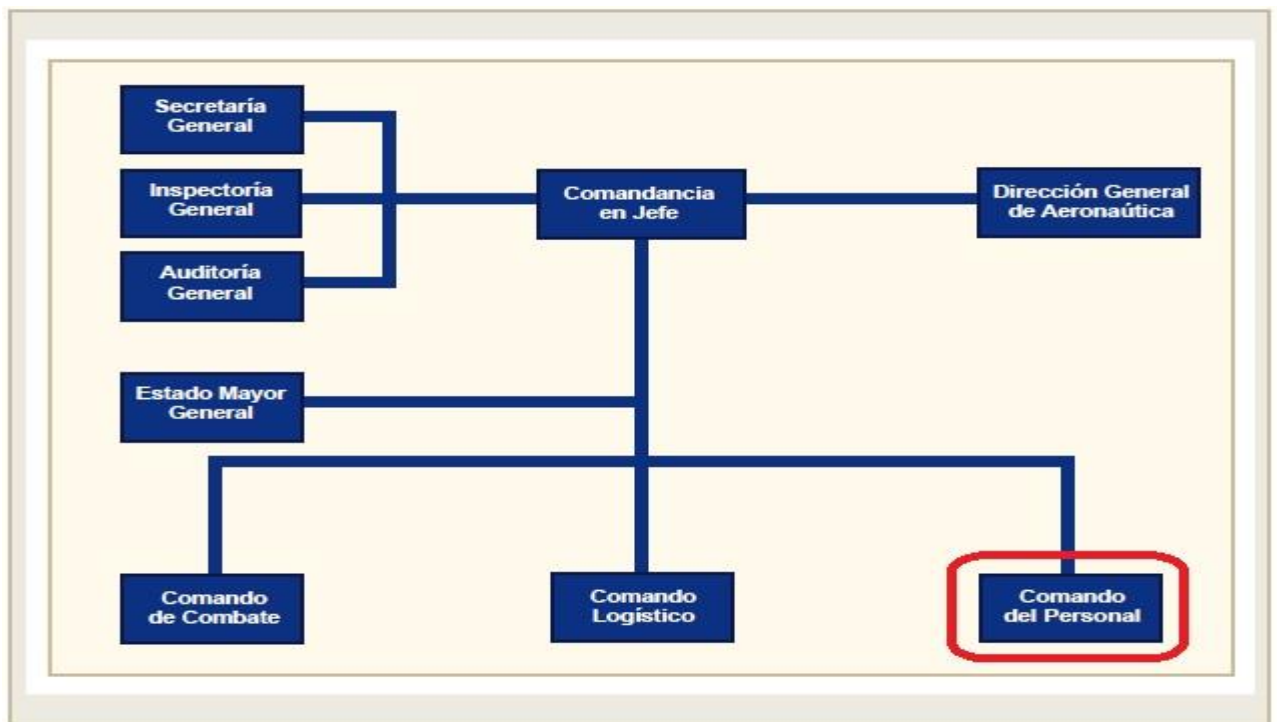 Secretaría
General
Inspectoría
General
Comandancia
en Jefe
Dirección General
de Aeronaútica
Auditoría
General
Estado Mayor
General
Comando
de Combate
Comando
Logístico
Comando
del Personal